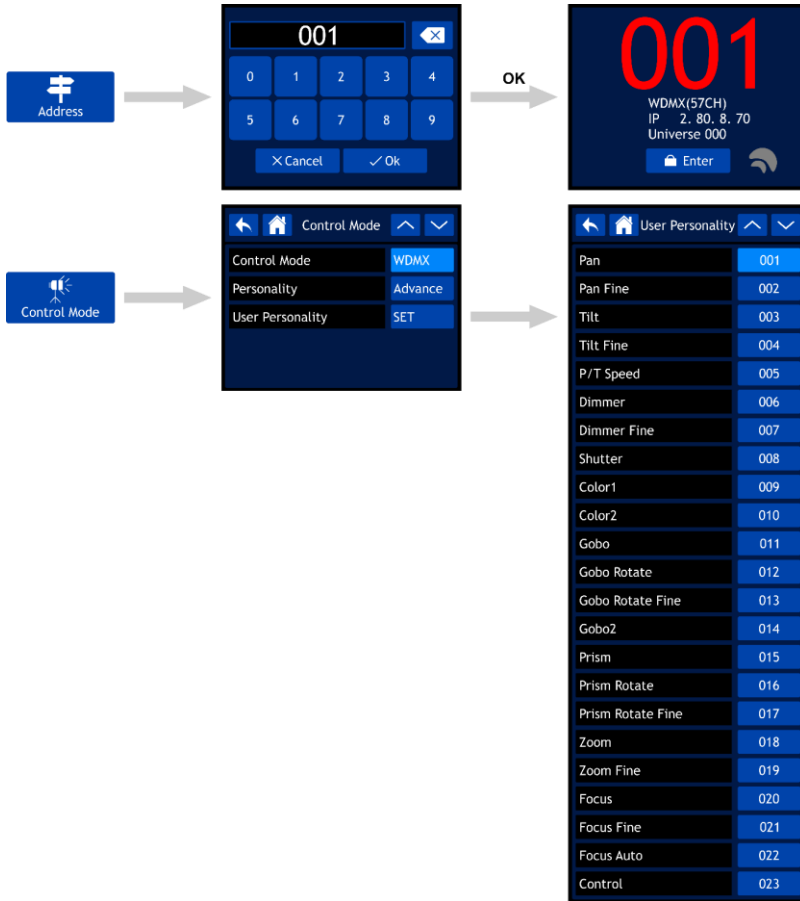 Address
001
0 1 2 3 4
5 6 7 8 9
Cancel Ok
OK
001
WDMX(57CH)
IP 2. 80. 8. 70
Universe 000
Enter
Control Mode
Control Mode
Control Mode WDMX
Personality Advance
User Personality SET
User Personality
Pan 001
Pan Fine 002
Tilt 003
Tilt Fine 004
P/T Speed 005
Dimmer 006
Dimmer Fine 007
Shutter 008
Color1 009
Color2 010
Gobo 011
Gobo Rotate 012
Gobo Rotate Fine 013
Gobo2 014
Prism 015
Prism Rotate 016
Prism Rotate Fine 017
Zoom 018
Zoom Fine 019
Focus 020
Focus Fine 021
Focus Auto 022
Control 023